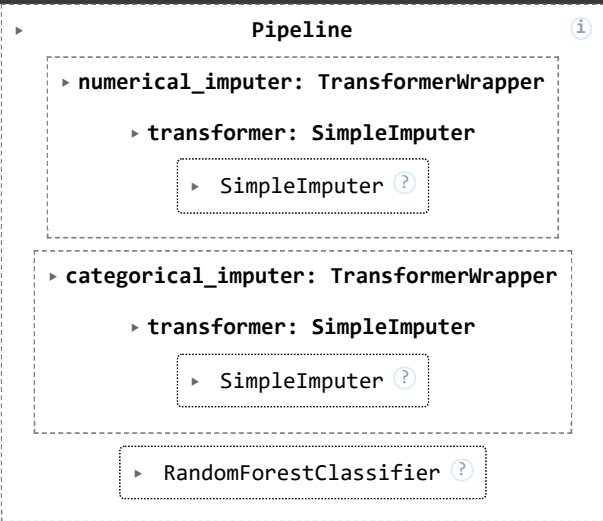 ▸ Pipeline i
▸ numerical_imputer: TransformerWrapper
▸ transformer: SimpleImputer
▸ SimpleImputer ?
▸ categorical_imputer: TransformerWrapper
▸ transformer: SimpleImputer
▸ SimpleImputer ?
▸ RandomForestClassifier ?